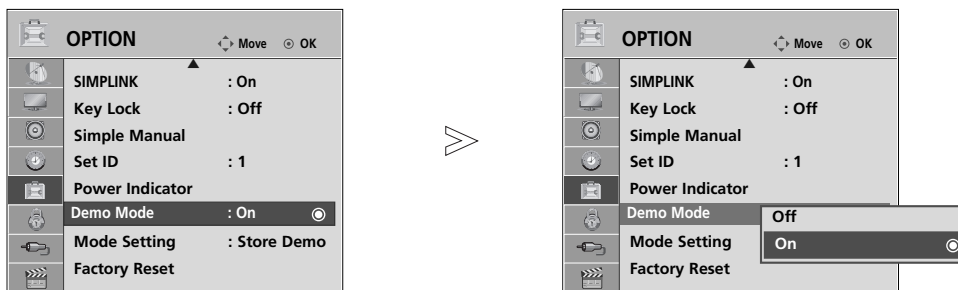 OPTION Move OK
SIMPLINK : On
Key Lock : Off
Simple Manual
Set ID : 1
Power Indicator
Demo Mode : On
Mode Setting : Store Demo
Factory Reset
OPTION Move OK
SIMPLINK : On
Key Lock : Off
Simple Manual
Set ID : 1
Power Indicator
Demo Mode
Off
Mode Setting
On
Factory Reset